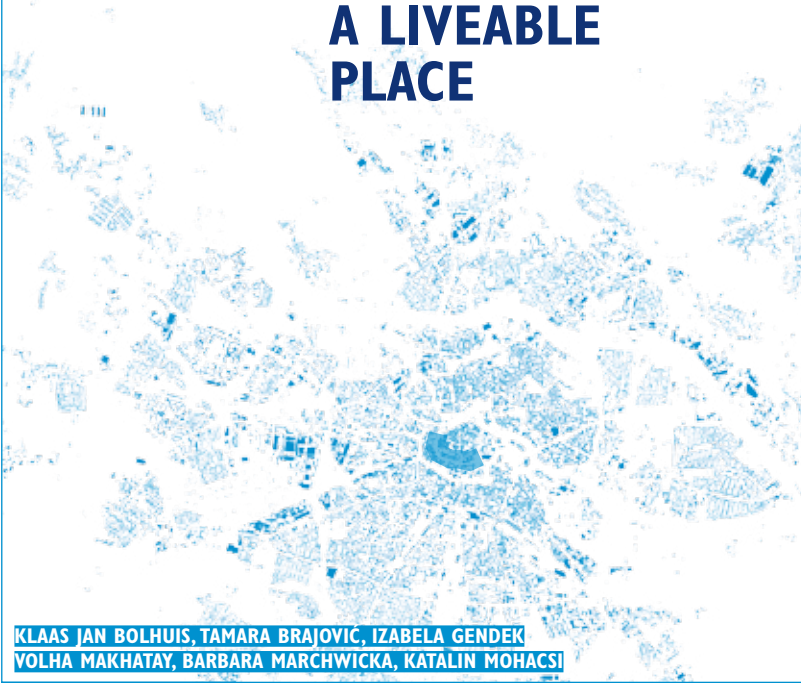 A LIVEABLE
PLACE
KLAAS JAN BOLHUIS, TAMARA BRAJOVIĆ, IZABELA GENDEK
VOLHA MAKHATAY, BARBARA MARCHWICKA, KATALIN MOHACSI